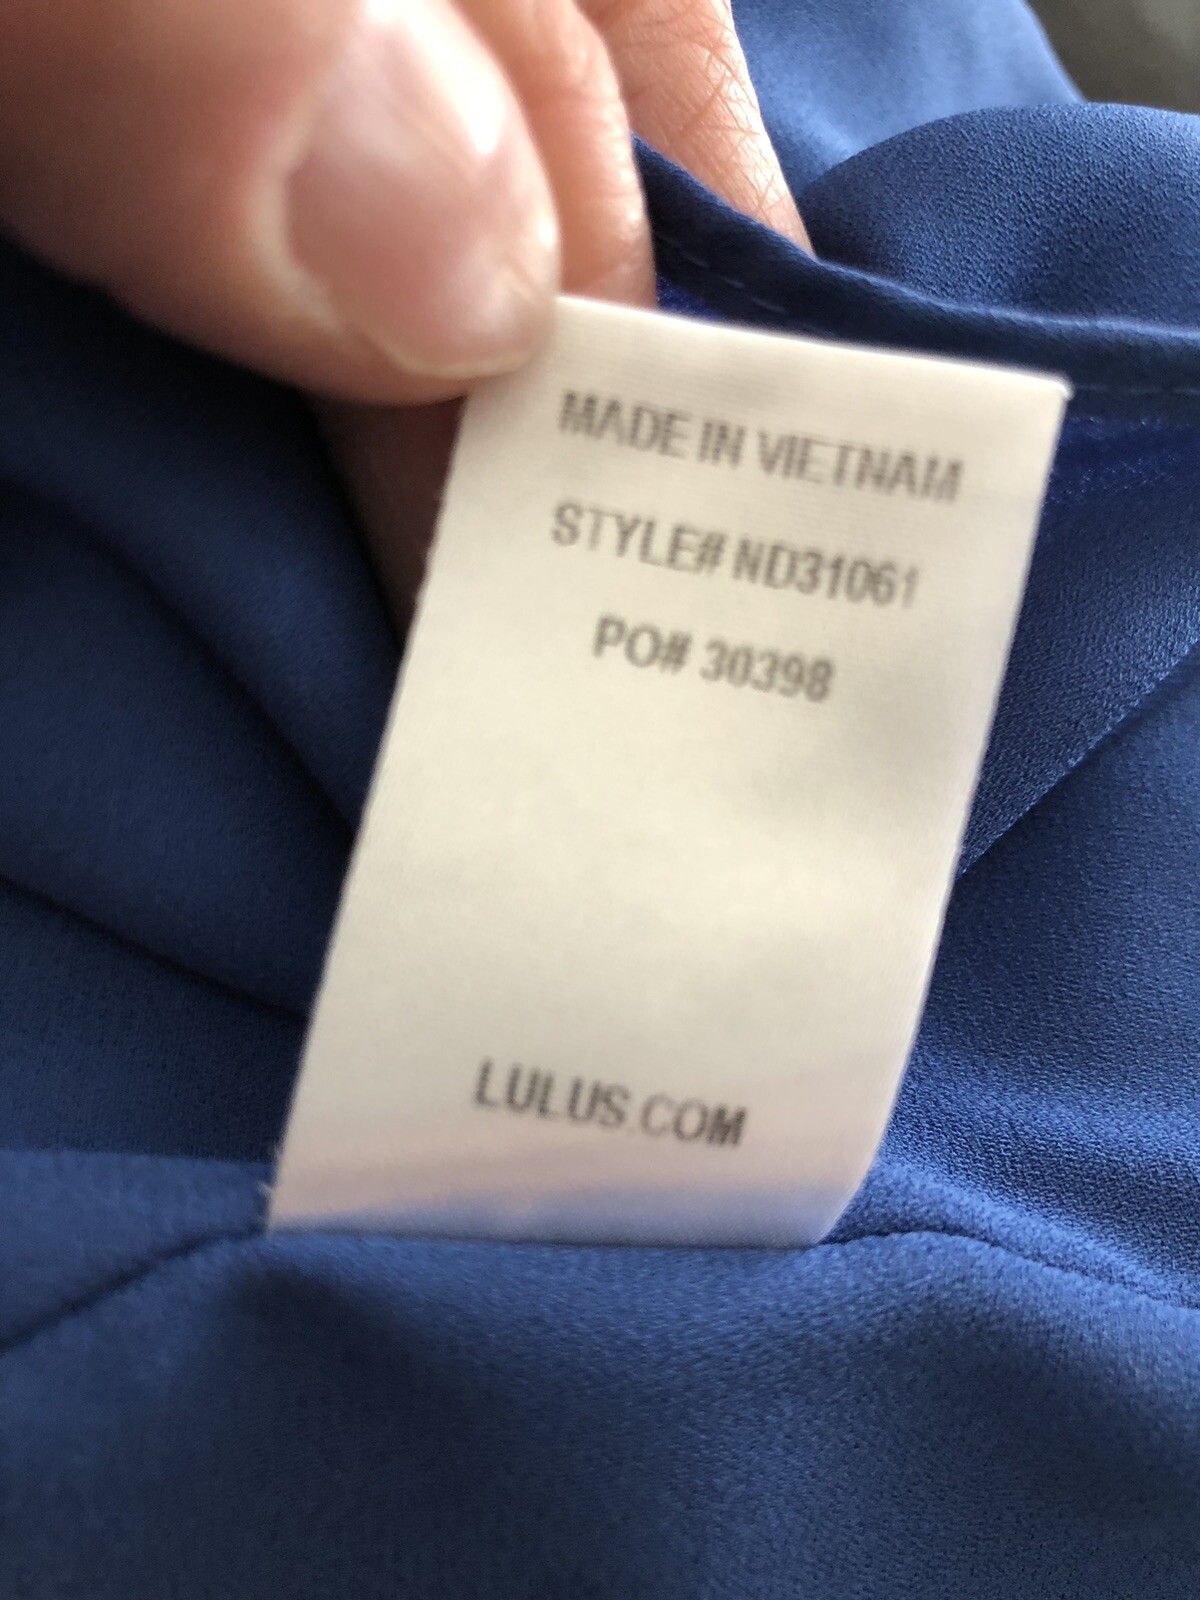 MADE IN VIETNAM
STYLE# ND31061
PO# 30398
LULUS.COM